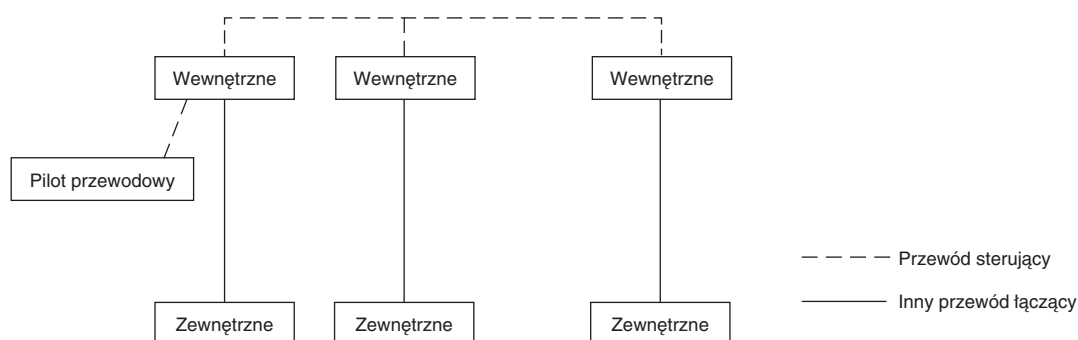 Wewnętrzne Wewnętrzne Wewnętrzne
Pilot przewodowy
Przewód sterujący
Inny przewód łączący
Zewnętrzne Zewnętrzne Zewnętrzne